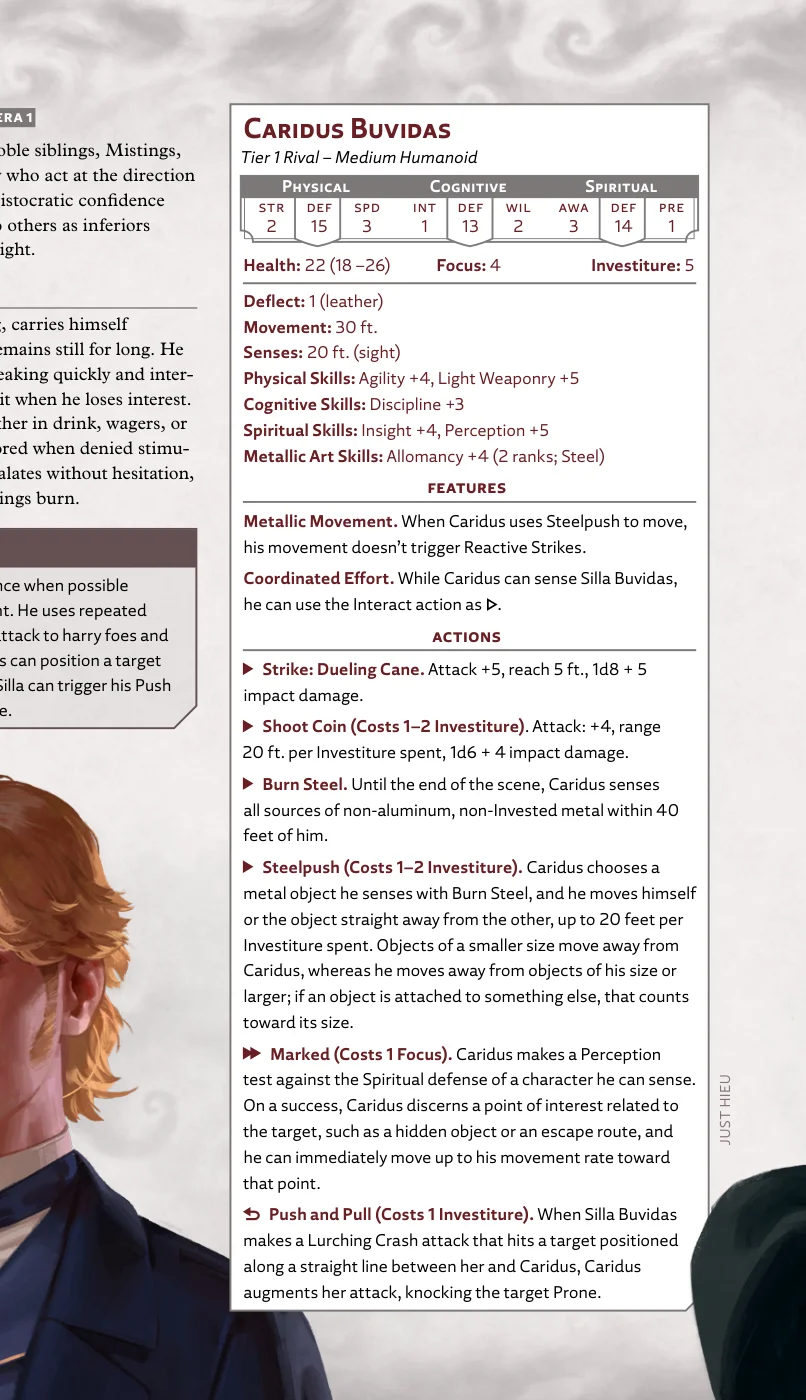 ERA 1
oble siblings, Mistings,
who act at the direction
istocratic confidence
others as inferiors
ight.
, carries himself
emains still for long. He
eaking quickly and inter-
it when he loses interest.
ther in drink, wagers, or
ored when denied stimu-
alates without hesitation,
ings burn.
nce when possible
nt. He uses repeated
attack to harry foes and
s can position a target
Silla can trigger his Push
e.
Caridus Buvidas
Tier 1 Rival – Medium Humanoid
Physical Cognitive Spiritual
STR DEF SPD INT DEF WIL AWA DEF PRE
2 15 3 1 13 2 3 14 1
Health: 22 (18 –26) Focus: 4 Investiture: 5
Deflect: 1 (leather)
Movement: 30 ft.
Senses: 20 ft. (sight)
Physical Skills: Agility +4, Light Weaponry +5
Cognitive Skills: Discipline +3
Spiritual Skills: Insight +4, Perception +5
Metallic Art Skills: Allomancy +4 (2 ranks; Steel)
FEATURES
Metallic Movement. When Caridus uses Steelpush to move,
his movement doesn’t trigger Reactive Strikes.
Coordinated Effort. While Caridus can sense Silla Buvidas,
he can use the Interact action as ▷.
ACTIONS
▶ Strike: Dueling Cane. Attack +5, reach 5 ft., 1d8 + 5
impact damage.
▶ Shoot Coin (Costs 1–2 Investiture). Attack: +4, range
20 ft. per Investiture spent, 1d6 + 4 impact damage.
▶ Burn Steel. Until the end of the scene, Caridus senses
all sources of non-aluminum, non-Invested metal within 40
feet of him.
▶ Steelpush (Costs 1–2 Investiture). Caridus chooses a
metal object he senses with Burn Steel, and he moves himself
or the object straight away from the other, up to 20 feet per
Investiture spent. Objects of a smaller size move away from
Caridus, whereas he moves away from objects of his size or
larger; if an object is attached to something else, that counts
toward its size.
▶▶ Marked (Costs 1 Focus). Caridus makes a Perception
test against the Spiritual defense of a character he can sense.
On a success, Caridus discerns a point of interest related to
the target, such as a hidden object or an escape route, and
he can immediately move up to his movement rate toward
that point.
↩ Push and Pull (Costs 1 Investiture). When Silla Buvidas
makes a Lurching Crash attack that hits a target positioned
along a straight line between her and Caridus, Caridus
augments her attack, knocking the target Prone.
JUST HIEU